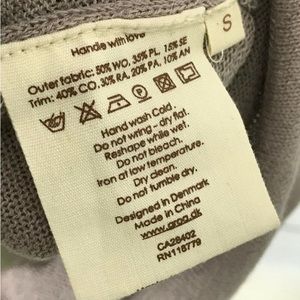 S
Hande with love
Outer fabric: 50% WO, 35% PL, 15% SE
Trim: 40% CO, 30% RA, 20% PA, 10% AN
Hand wash Cold.
Do not wring - dry flat.
Reshape while wet.
Do not bleach.
Iron at low temperature.
Dry clean.
Do not tumble dry.
Designed in Denmark
Made in China
CA28402
RN116779